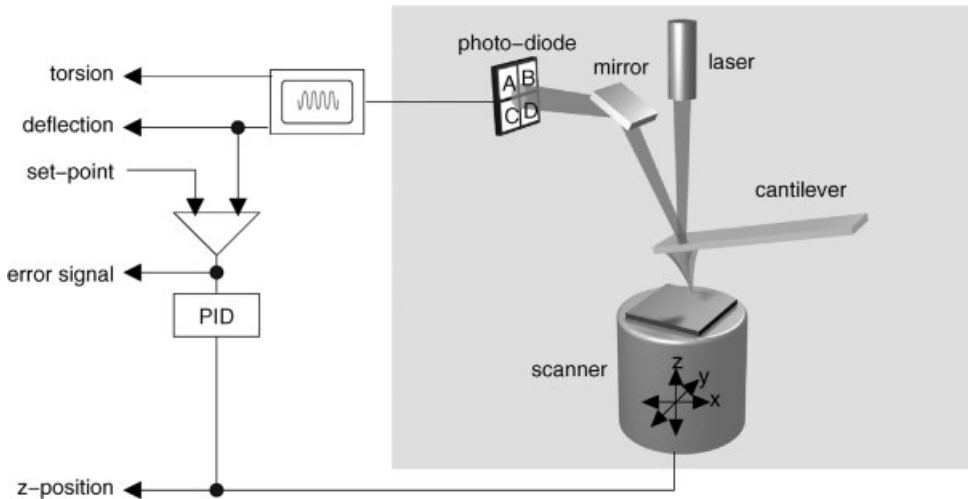 photo-diode
laser
mirror
A B
C D
torsion
deflection
set-point
cantilever
error signal
PID
scanner
z
y
x
z-position